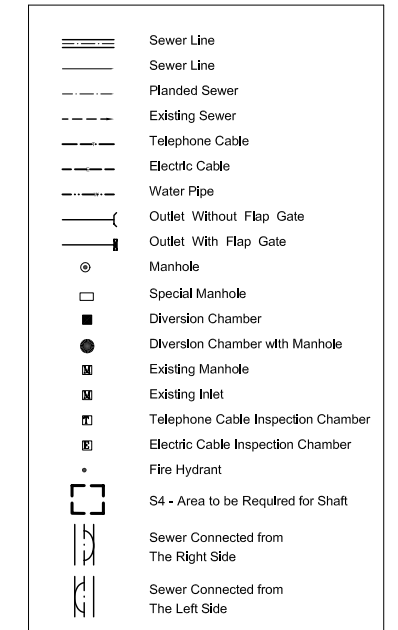 Sewer Line
Sewer Line
Planded Sewer
Existing Sewer
Telephone Cable
Electric Cable
Water Pipe
Outlet Without Flap Gate
Outlet With Flap Gate
Manhole
Special Manhole
Diversion Chamber
Diversion Chamber with Manhole
M Existing Manhole
M Existing Inlet
T Telephone Cable Inspection Chamber
E Electric Cable Inspection Chamber
Fire Hydrant
S4 - Area to be Required for Shaft
Sewer Connected from
The Right Side
Sewer Connected from
The Left Side